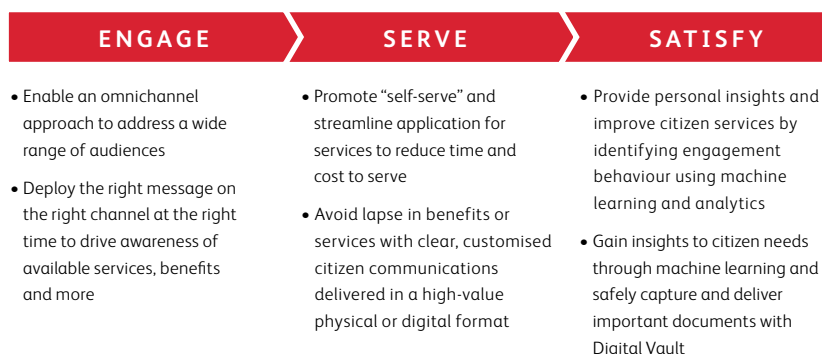 ENGAGE
SERVE
SATISFY
• Enable an omnichannel
approach to address a wide
range of audiences
• Deploy the right message on
the right channel at the right
time to drive awareness of
available services, benefits
and more
• Promote “self-serve” and
streamline application for
services to reduce time and
cost to serve
• Avoid lapse in benefits or
services with clear, customised
citizen communications
delivered in a high-value
physical or digital format
• Provide personal insights and
improve citizen services by
identifying engagement
behaviour using machine
learning and analytics
• Gain insights to citizen needs
through machine learning and
safely capture and deliver
important documents with
Digital Vault